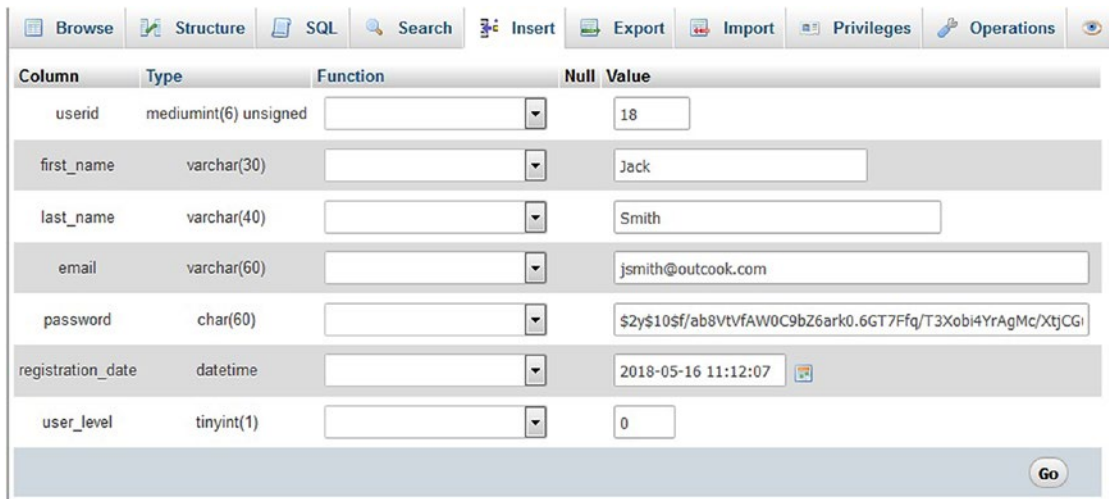 Browse Structure SQL Search Insert Export Import Privileges Operations
Column Type Function Null Value
userid mediumint(6) unsigned 18
first_name varchar(30) Jack
last_name varchar(40) Smith
email varchar(60) jsmith@outcook.com
password char(60) $2y$10$f/ab8VtVfAW0C9bZ6ark0.6GT7Ffq/T3Xobi4YrAgMc/XtjCG
registration_date datetime 2018-05-16 11:12:07
user_level tinyint(1) 0
Go